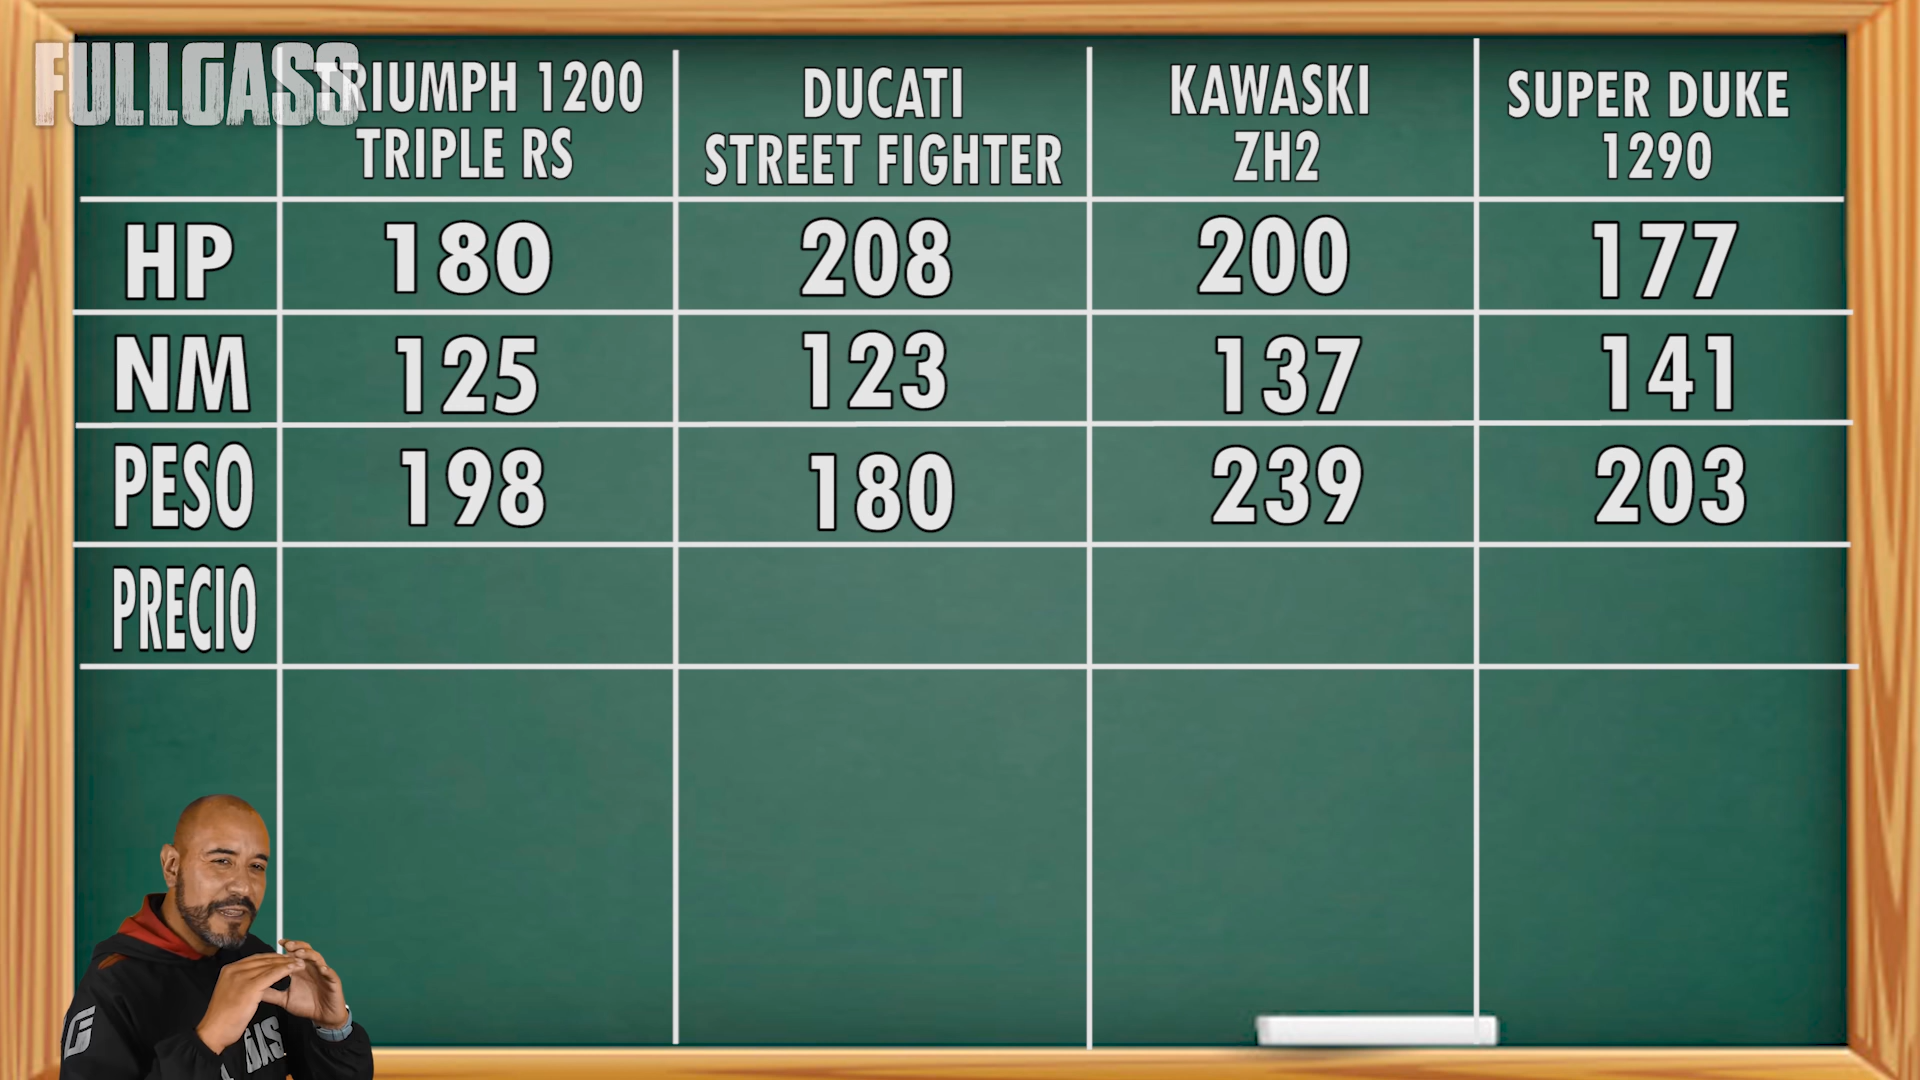 FULLGASS
TRIUMPH 1200
TRIPLE RS
DUCATI
STREET FIGHTER
KAWASKI
ZH2
SUPER DUKE
1290
HP 180 208 200 177
NM 125 123 137 141
PESO 198 180 239 203
PRECIO
G
GAS